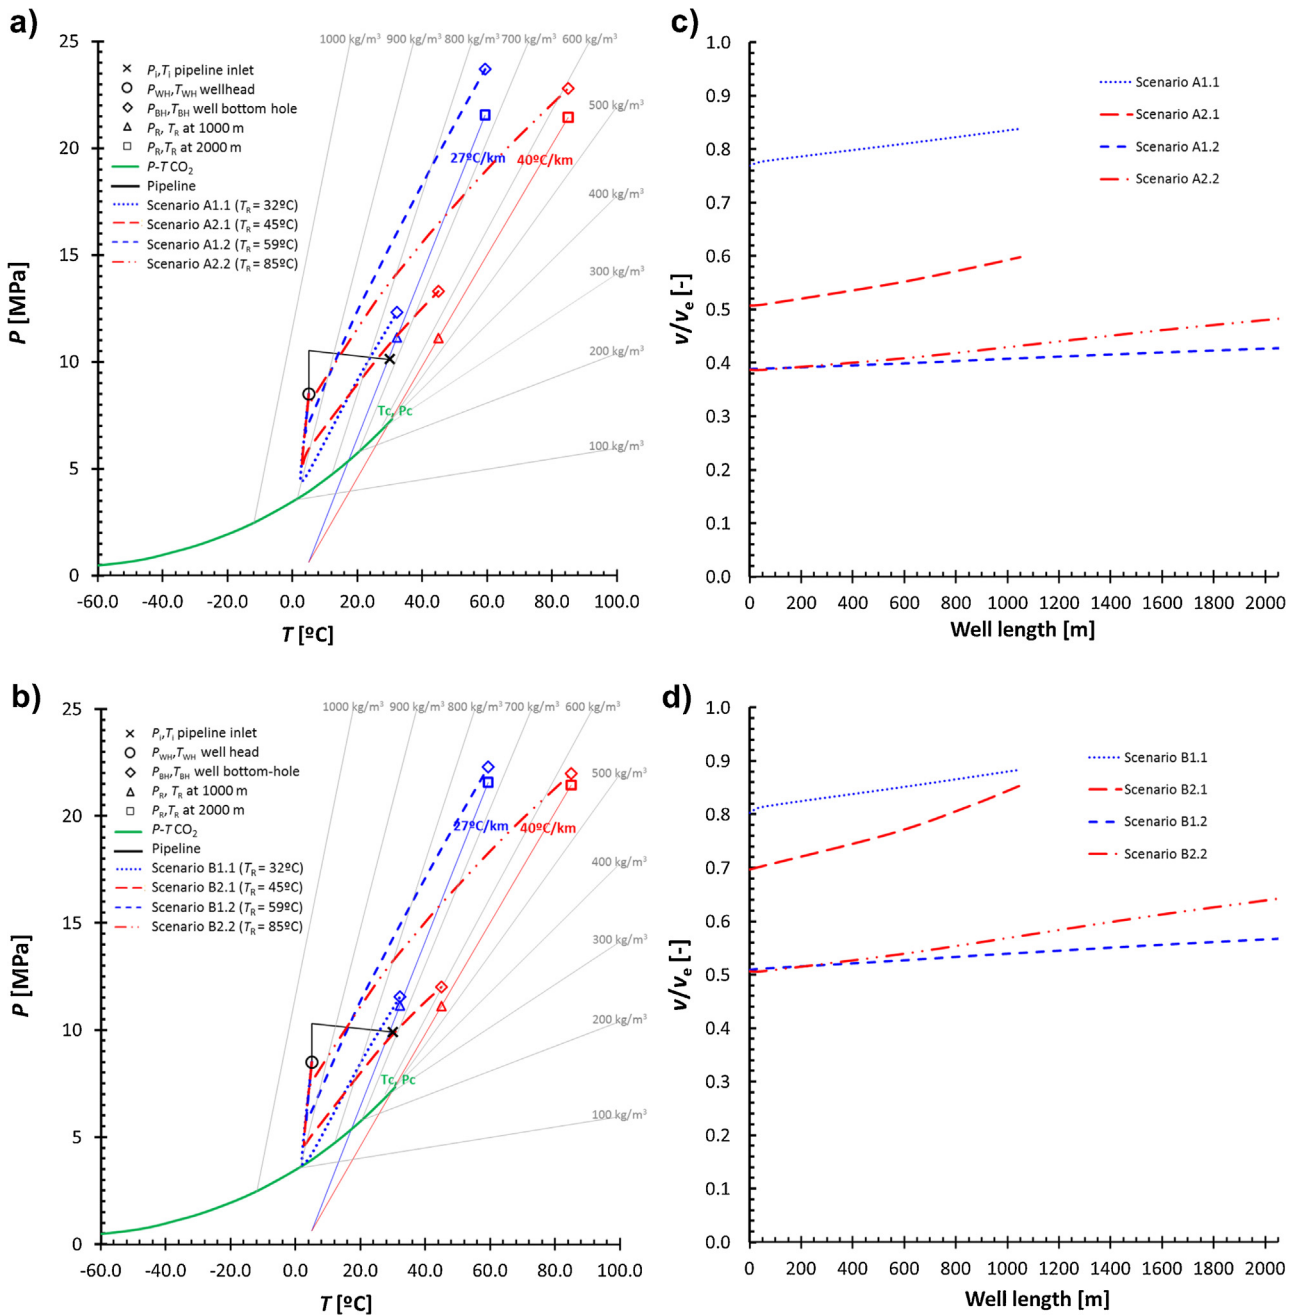 a)
25
20
15
10
5
0
P [MPa]
-60.0 -40.0 -20.0 0.0 20.0 40.0 60.0 80.0 100.0
T [ºC]
1000 kg/m³ 900 kg/m³ 800 kg/m³ 700 kg/m³ 600 kg/m³
500 kg/m³
400 kg/m³
300 kg/m³
200 kg/m³
100 kg/m³
Pi,Ti pipeline inlet
PWH,TWH wellhead
PBH,TBH well bottom hole
PR, TR at 1000 m
PR,TR at 2000 m
P-T CO2
Pipeline
Scenario A1.1 (TR = 32ºC)
Scenario A2.1 (TR = 45ºC)
Scenario A1.2 (TR = 59ºC)
Scenario A2.2 (TR = 85ºC)
27ºC/km
40ºC/km
Tc, Pc
c)
1.0
0.9
0.8
0.7
0.6
0.5
0.4
0.3
0.2
0.1
0.0
v/ve [-]
0 200 400 600 800 1000 1200 1400 1600 1800 2000
Well length [m]
Scenario A1.1
Scenario A2.1
Scenario A1.2
Scenario A2.2
b)
25
20
15
10
5
0
P [MPa]
-60.0 -40.0 -20.0 0.0 20.0 40.0 60.0 80.0 100.0
T [ºC]
1000 kg/m³ 900 kg/m³ 800 kg/m³ 700 kg/m³ 600 kg/m³
500 kg/m³
400 kg/m³
300 kg/m³
200 kg/m³
100 kg/m³
Pi,Ti pipeline inlet
PWH,TWH well head
PBH,TBH well bottom-hole
PR, TR at 1000 m
PR,TR at 2000 m
P-T CO2
Pipeline
Scenario B1.1 (TR = 32ºC)
Scenario B2.1 (TR = 45ºC)
Scenario B1.2 (TR = 59ºC)
Scenario B2.2 (TR = 85ºC)
27ºC/km
40ºC/km
Tc, Pc
d)
1.0
0.9
0.8
0.7
0.6
0.5
0.4
0.3
0.2
0.1
0.0
v/ve [-]
0 200 400 600 800 1000 1200 1400 1600 1800 2000
Well length [m]
Scenario B1.1
Scenario B2.1
Scenario B1.2
Scenario B2.2